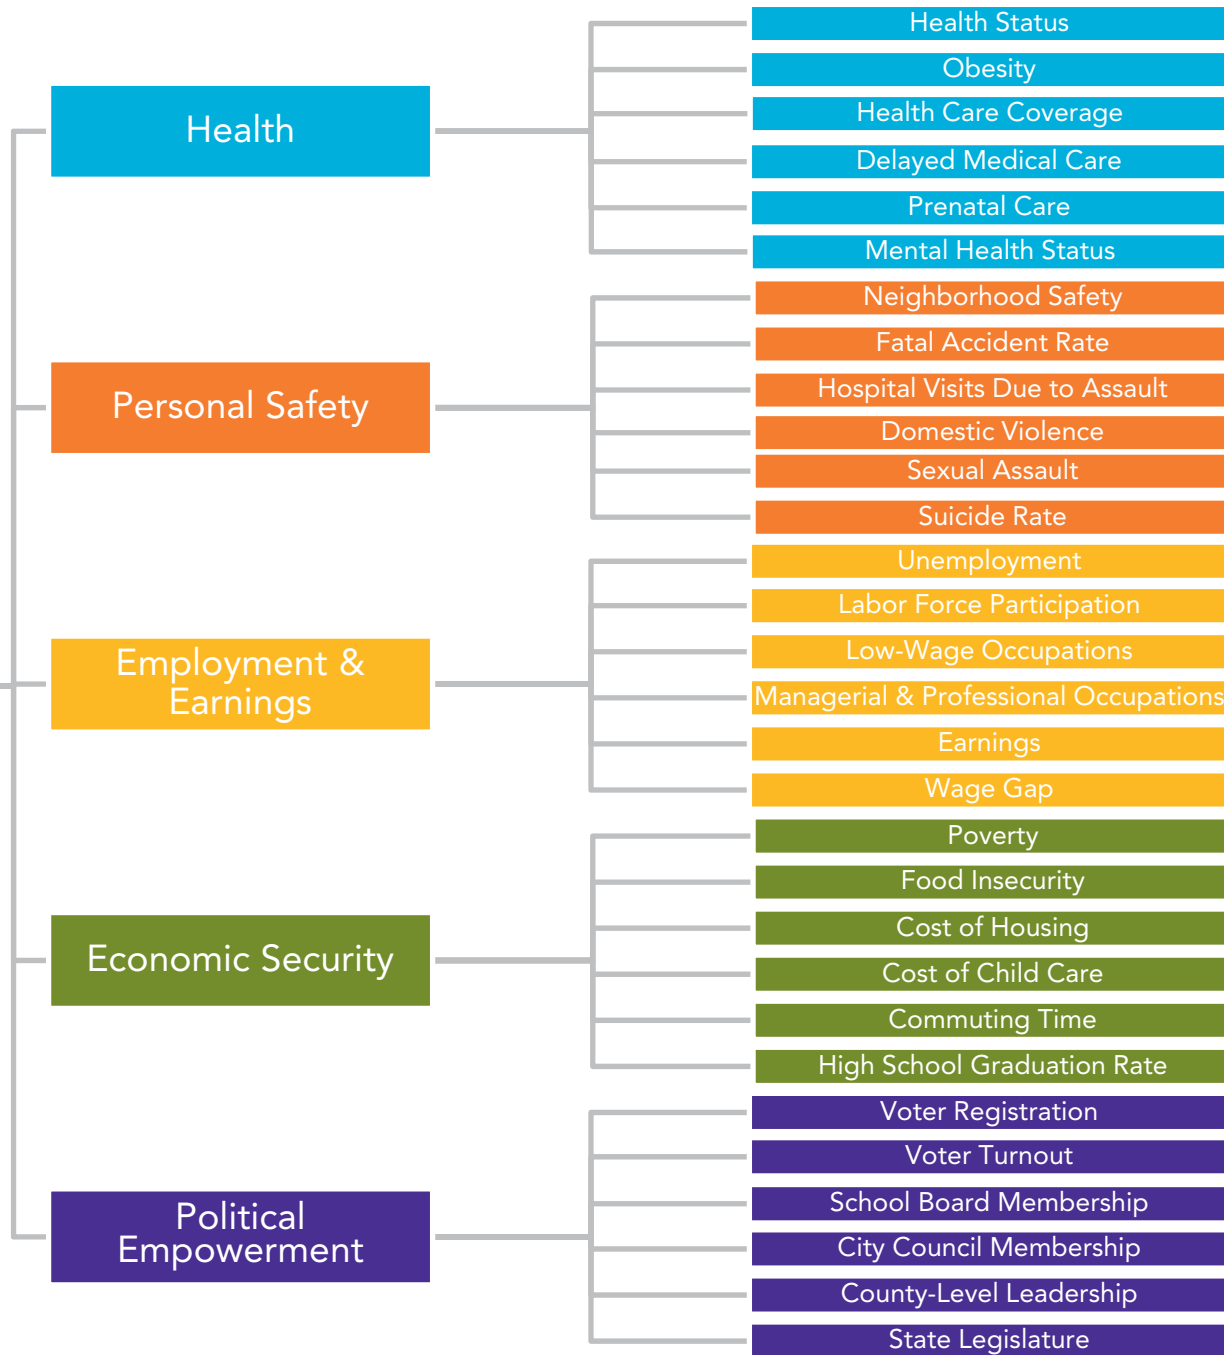 Health
Health Status
Obesity
Health Care Coverage
Delayed Medical Care
Prenatal Care
Mental Health Status
Personal Safety
Neighborhood Safety
Fatal Accident Rate
Hospital Visits Due to Assault
Domestic Violence
Sexual Assault
Suicide Rate
Employment &
Earnings
Unemployment
Labor Force Participation
Low-Wage Occupations
Managerial & Professional Occupations
Earnings
Wage Gap
Economic Security
Poverty
Food Insecurity
Cost of Housing
Cost of Child Care
Commuting Time
High School Graduation Rate
Political
Empowerment
Voter Registration
Voter Turnout
School Board Membership
City Council Membership
County-Level Leadership
State Legislature